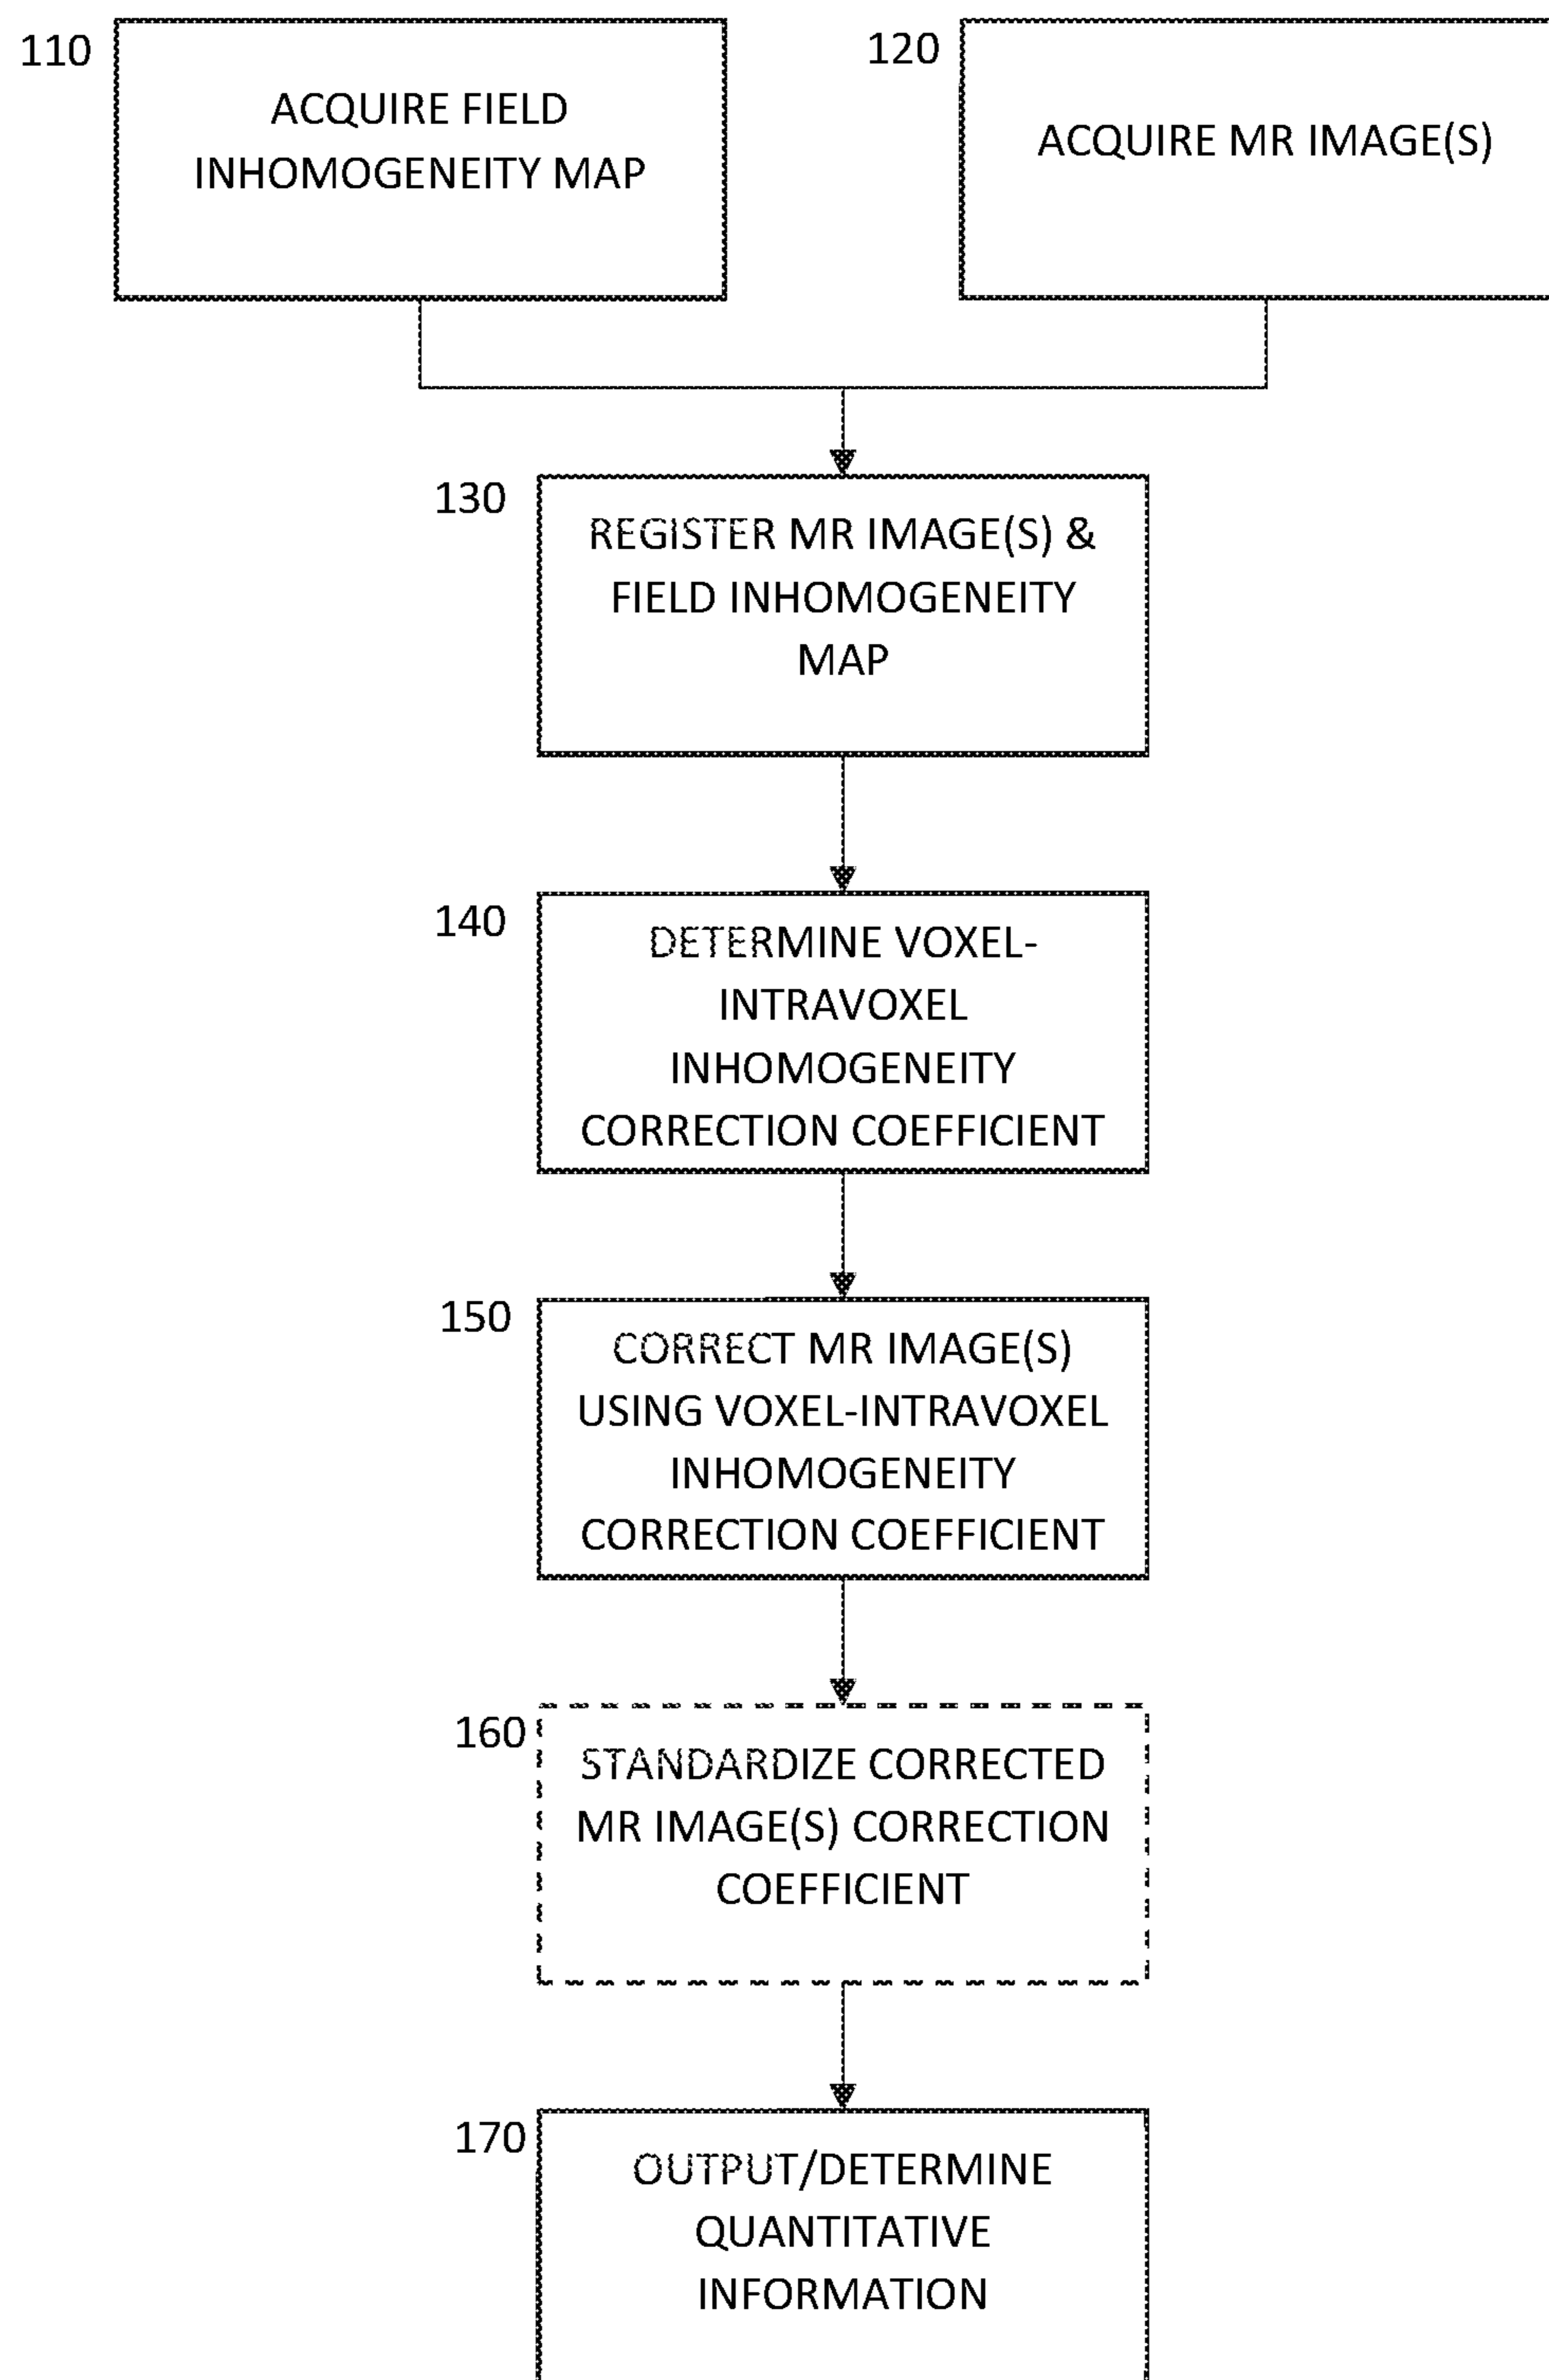 110
ACQUIRE FIELD
INHOMOGENEITY MAP
120
ACQUIRE MR IMAGE(S)
130
REGISTER MR IMAGE(S) &
FIELD INHOMOGENEITY
MAP
140
DETERMINE VOXEL-
INTRAVOXEL
INHOMOGENEITY
CORRECTION COEFFICIENT
150
CORRECT MR IMAGE(S)
USING VOXEL-INTRAVOXEL
INHOMOGENEITY
CORRECTION COEFFICIENT
160
STANDARDIZE CORRECTED
MR IMAGE(S) CORRECTION
COEFFICIENT
170
OUTPUT/DETERMINE
QUANTITATIVE
INFORMATION